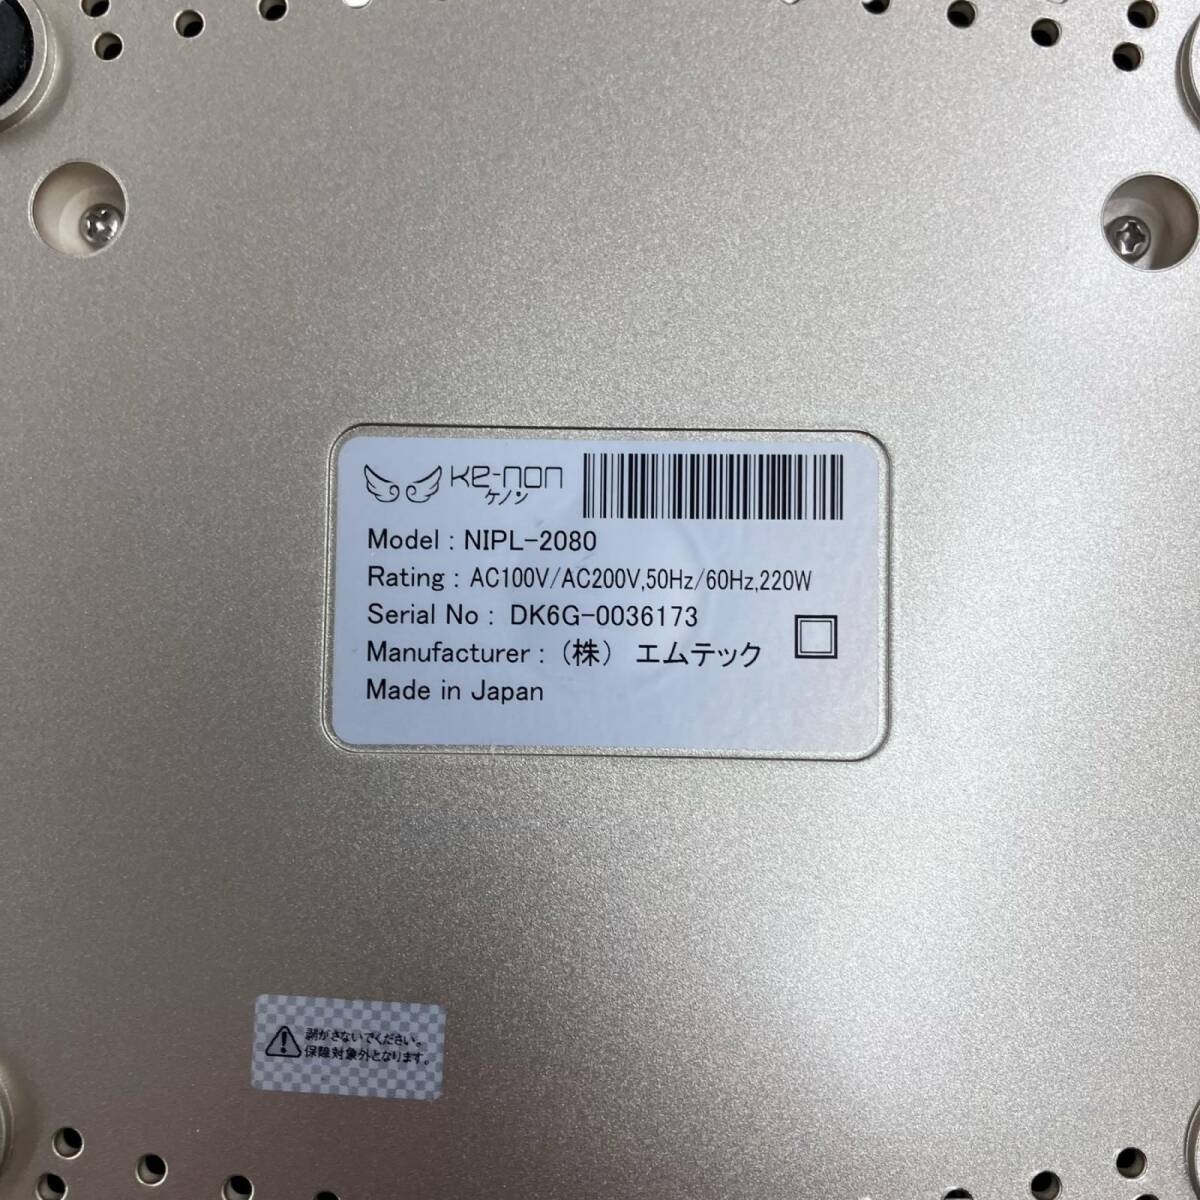 Ke-non
ケノン
Model : NIPL-2080
Rating : AC100V/AC200V,50Hz/60Hz,220W
Serial No : DK6G-0036173
Manufacturer : (株) エムテック
Made in Japan
剥がさないでください。
保障対象外となります。